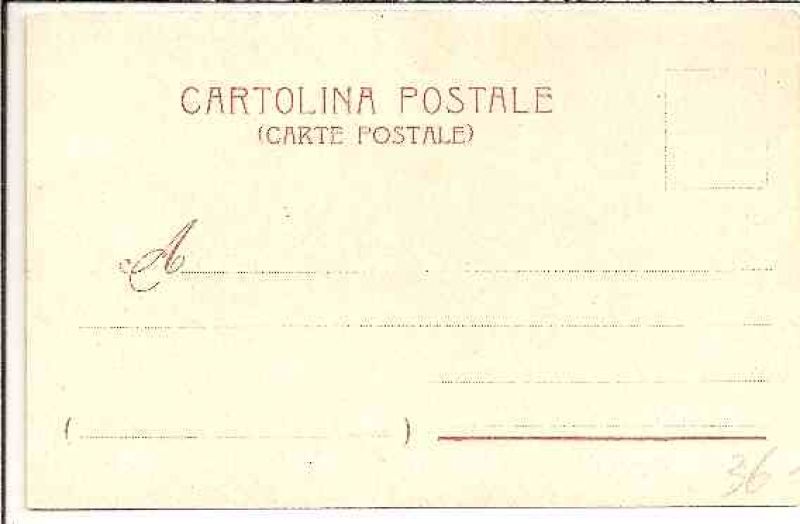 CARTOLINA POSTALE
(CARTE POSTALE)
A
( )
36